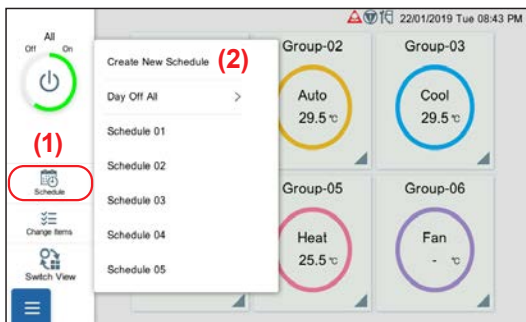 22/01/2019 Tue 08:43 PM
All
Off On
(1)
Schedule
Change Items
Switch View
Create New Schedule (2)
Day Off All >
Schedule 01
Schedule 02
Schedule 03
Schedule 04
Schedule 05
Group-02
Auto
29.5 ℃
Group-03
Cool
29.5 ℃
Group-05
Heat
25.5 ℃
Group-06
Fan
- ℃